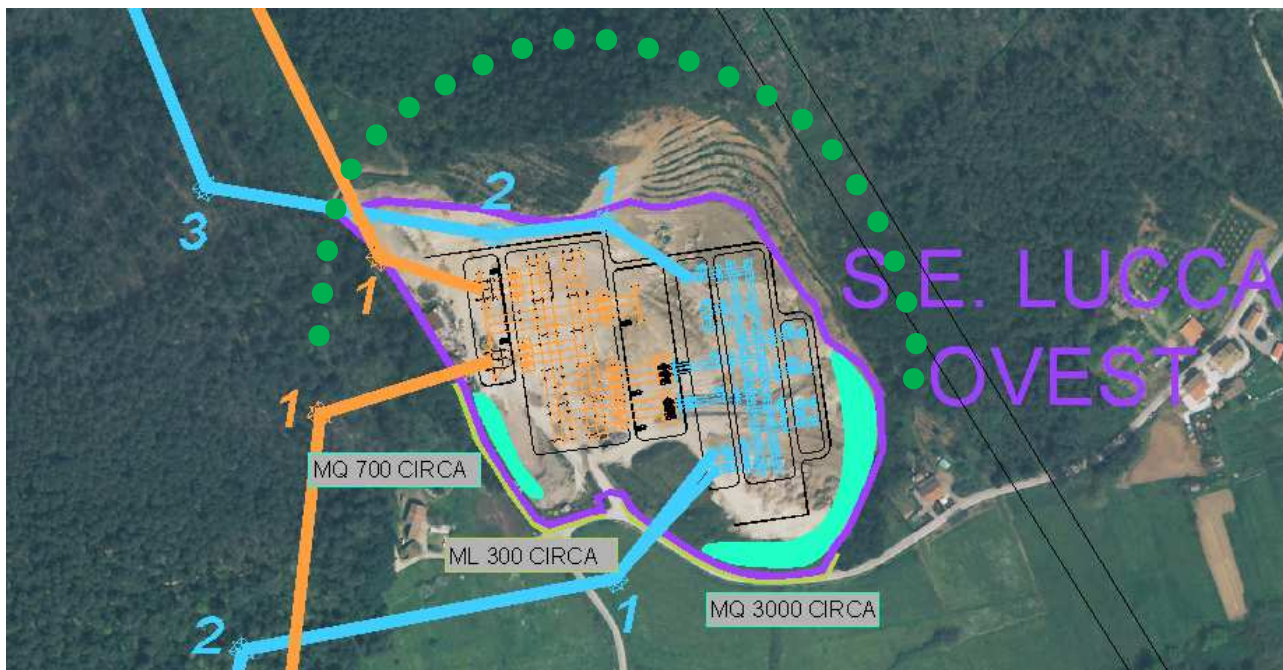 2
1
3
1
S.E. LUCCA
OVEST
1
MQ 700 CIRCA
ML 300 CIRCA
1
MQ 3000 CIRCA
2